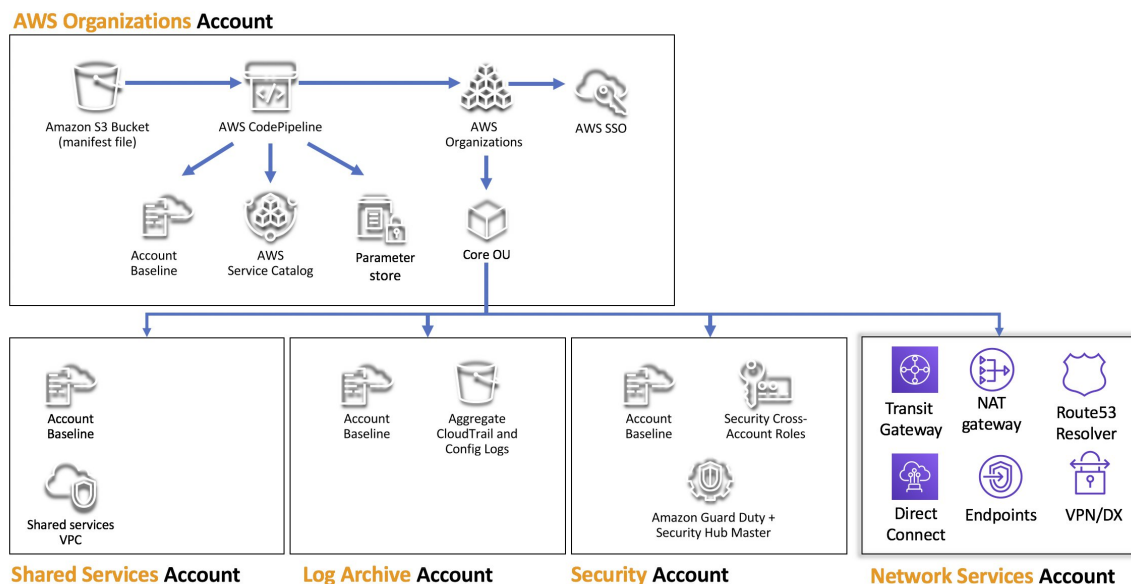 AWS Organizations Account
Amazon S3 Bucket
(manifest file)
AWS CodePipeline
AWS
Organizations
AWS SSO
Account
Baseline
AWS
Service Catalog
Parameter
store
Core OU
Account
Baseline
Shared services
VPC
Account
Baseline
Aggregate
CloudTrail and
Config Logs
Account
Baseline
Security Cross-
Account Roles
Amazon Guard Duty +
Security Hub Master
Transit
Gateway
NAT
gateway
Route53
Resolver
Direct
Connect
Endpoints
VPN/DX
Shared Services Account
Log Archive Account
Security Account
Network Services Account